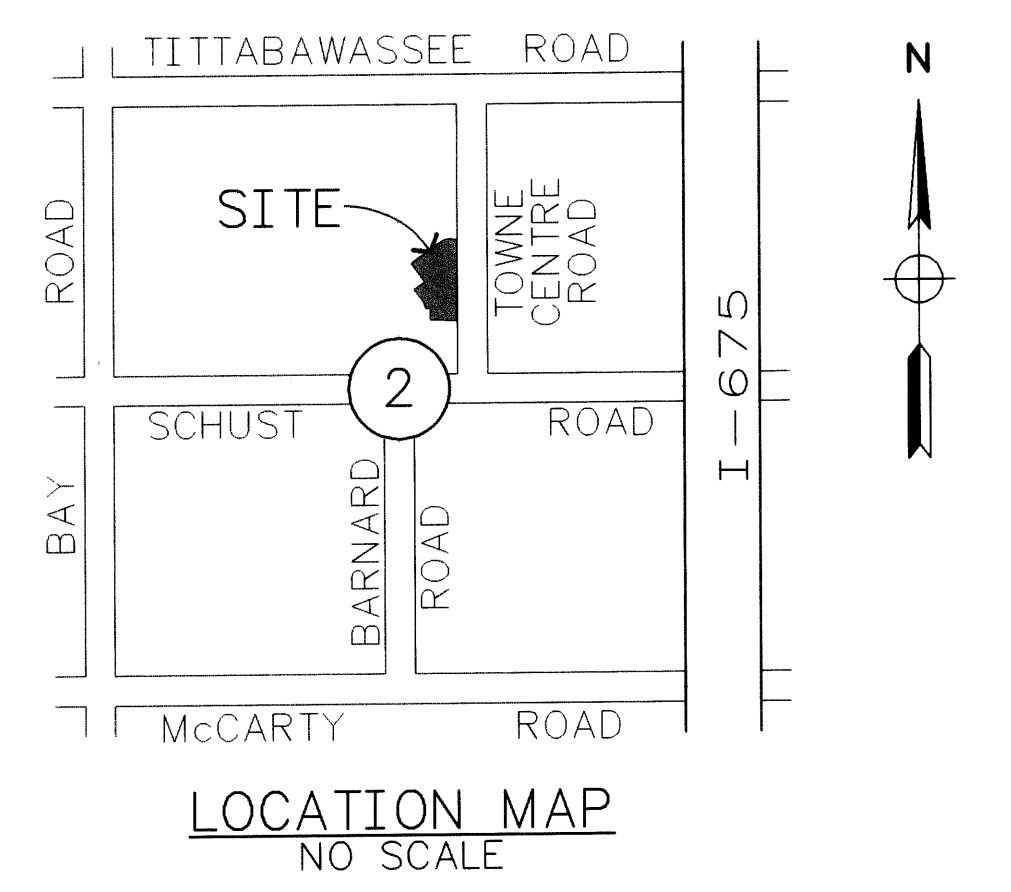 TITTABAWASSEE ROAD
N
SITE
ROAD
TOWNE
CENTRE
ROAD
I-675
2
SCHUST ROAD
BAY
BARNARD
ROAD
McCARTY ROAD
LOCATION MAP
NO SCALE